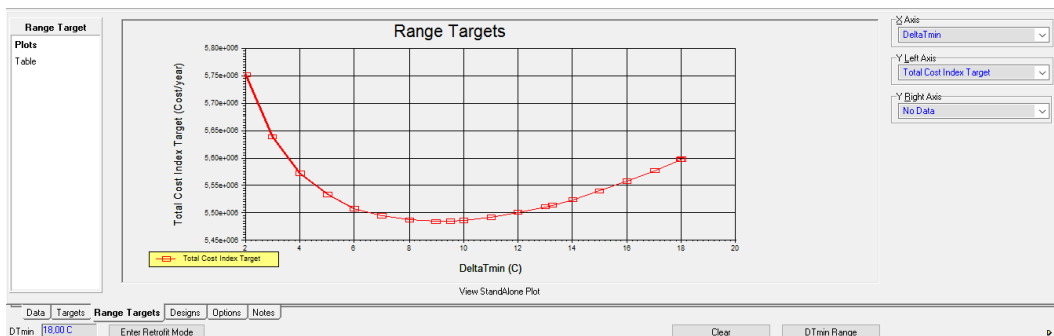 Range Target
Plots
Table
Range Targets
Total Cost Index Target (Cost/year)
5,80e+006
5,75e+006
5,70e+006
5,65e+006
5,60e+006
5,55e+006
5,50e+006
5,45e+006
2 4 6 8 10 12 14 16 18 20
Total Cost Index Target
DeltaTmin (C)
View StandAlone Plot
X Axis
DeltaTmin
Y Left Axis
Total Cost Index Target
Y Right Axis
No Data
Data Targets Range Targets Designs Options Notes
DTmin 18,00 C Enter Retrofit Mode Clear DTmin Range